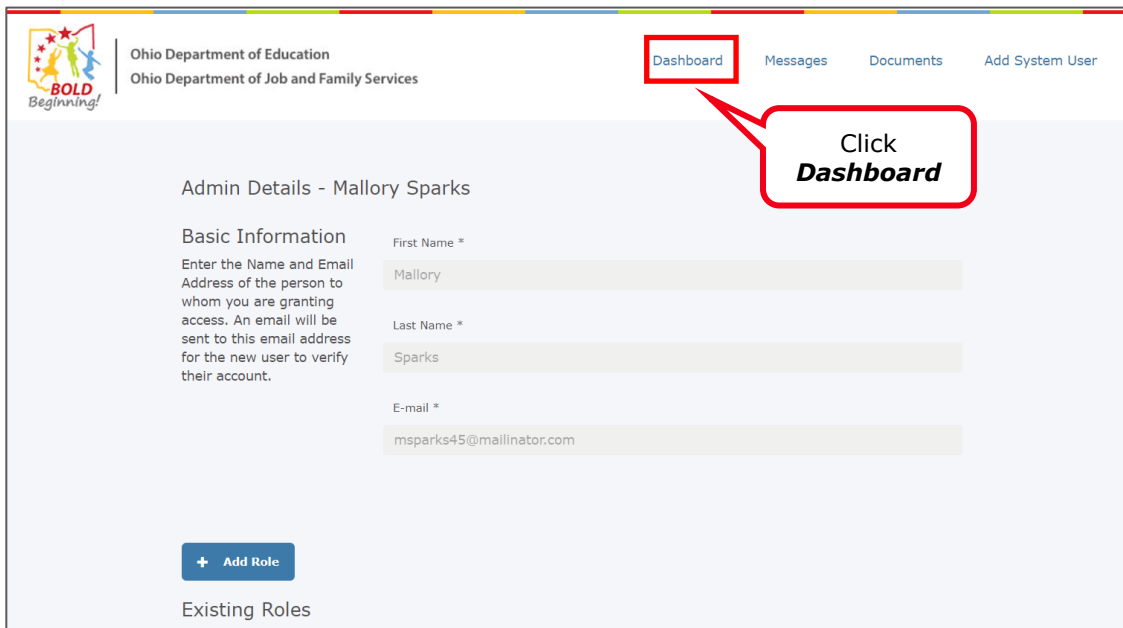 BOLD
Beginning!
Ohio Department of Education
Ohio Department of Job and Family Services
Dashboard Messages Documents Add System User
Click
Dashboard
Admin Details - Mallory Sparks
Basic Information
Enter the Name and Email
Address of the person to
whom you are granting
access. An email will be
sent to this email address
for the new user to verify
their account.
First Name *
Mallory
Last Name *
Sparks
E-mail *
msparks45@mailinator.com
+ Add Role
Existing Roles